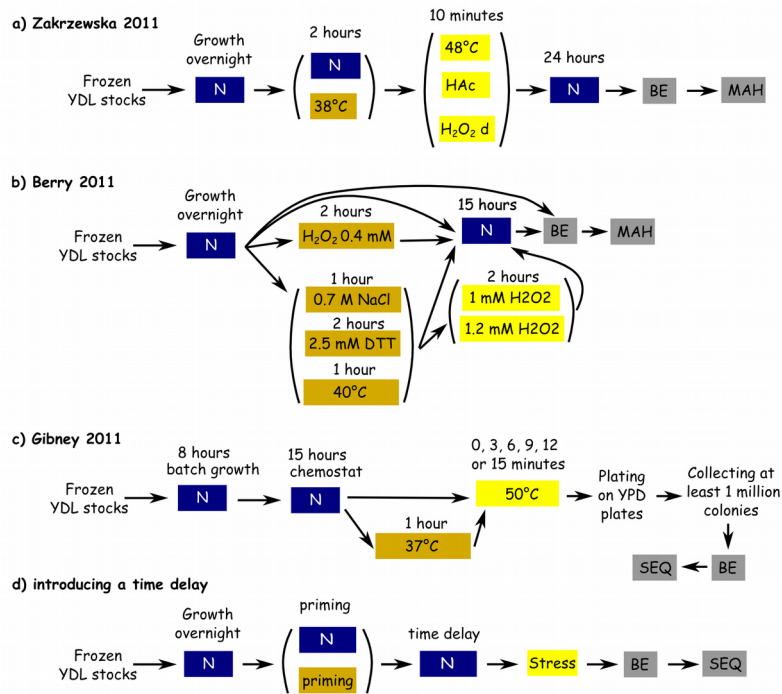 a) Zakrzewska 2011
Growth
overnight
2 hours
10 minutes
24 hours
Frozen
YDL stocks
N
N
38°C
48°C
HAc
H₂O₂ d
N
BE
MAH
b) Berry 2011
Growth
overnight
2 hours
15 hours
Frozen
YDL stocks
N
H₂O₂ 0.4 mM
N
BE
MAH
1 hour
0.7 M NaCl
2 hours
2.5 mM DTT
1 hour
40°C
2 hours
1 mM H2O2
1.2 mM H2O2
c) Gibney 2011
8 hours
batch growth
15 hours
chemostat
0, 3, 6, 9, 12
or 15 minutes
Frozen
YDL stocks
N
N
50°C
1 hour
37°C
Plating
on YPD
plates
Collecting at
least 1 million
colonies
SEQ
BE
d) introducing a time delay
Growth
overnight
priming
time delay
Frozen
YDL stocks
N
N
priming
N
Stress
BE
SEQ